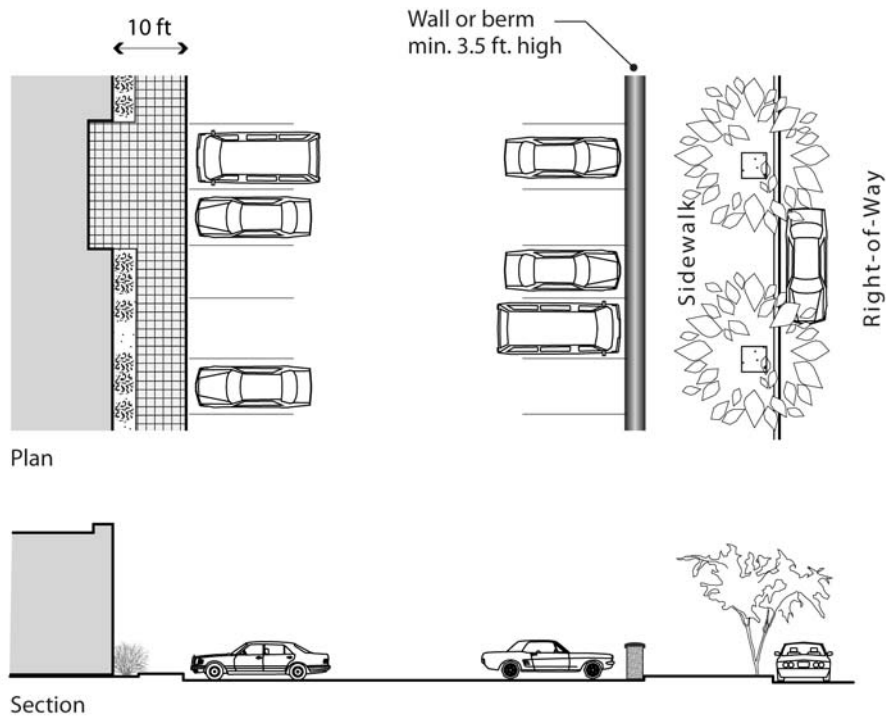 10 ft
Wall or berm
min. 3.5 ft. high
Sidewalk
Right-of-Way
Plan
Section